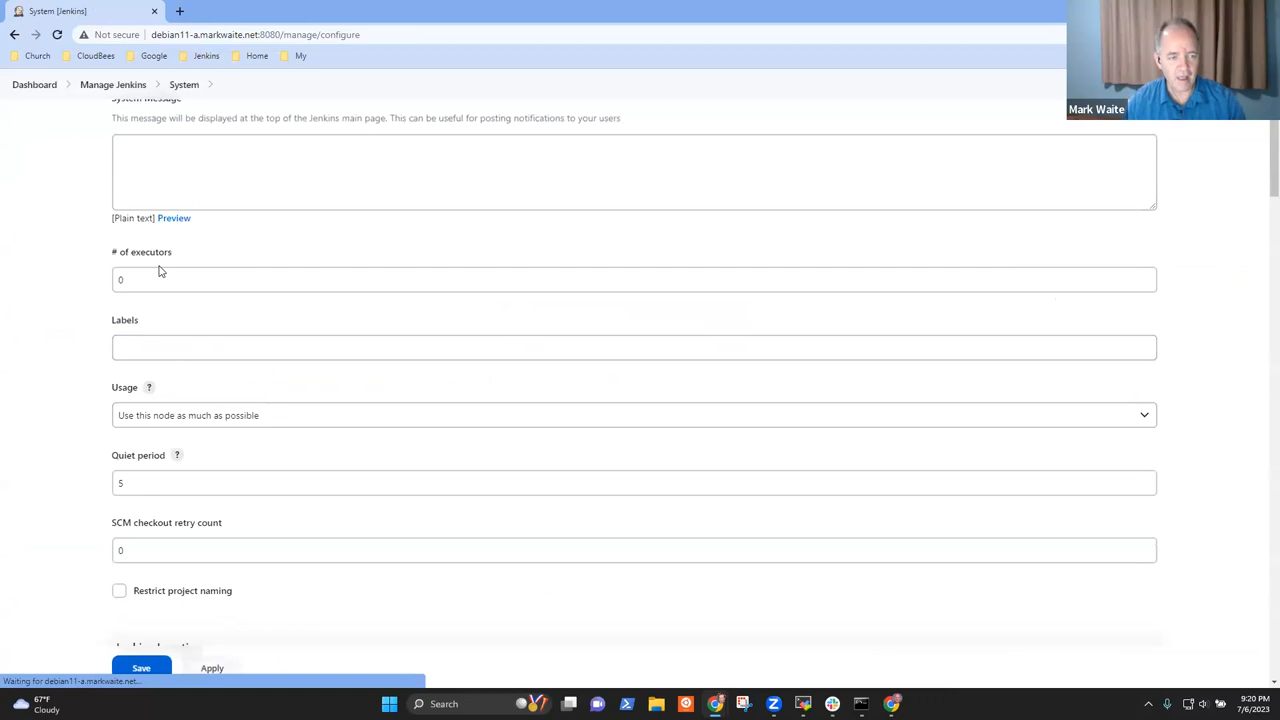 System [Jenkins]
Not secure
debian11-a.markwaite.net:8080/manage/configure
Church
CloudBees
Google
Jenkins
Home
My
Mark Waite
Dashboard
Manage Jenkins
System
System Message
This message will be displayed at the top of the Jenkins main page. This can be useful for posting notifications to your users
[Plain text] Preview
# of executors
0
Labels
Usage ?
Use this node as much as possible
Quiet period ?
5
SCM checkout retry count
0
Restrict project naming
Save
Apply
Waiting for debian11-a.markwaite.net...
67°F
Cloudy
Search
9:20 PM
7/6/2023